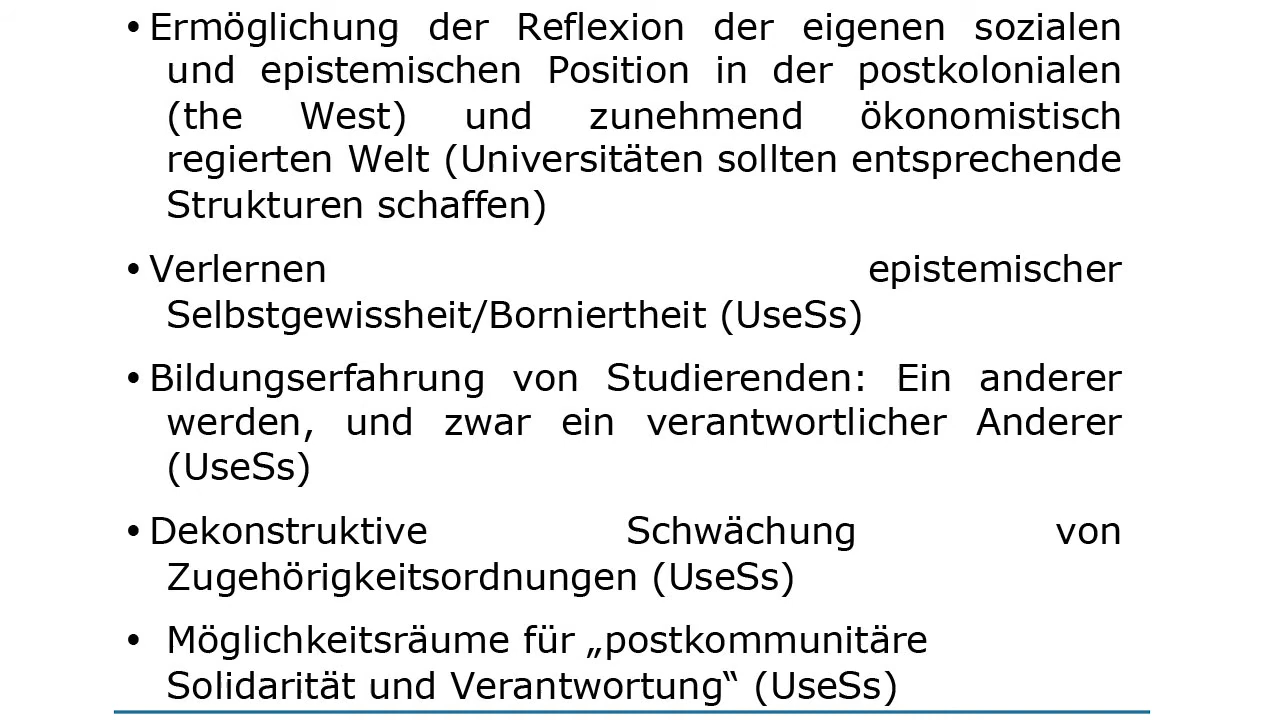 • Ermöglichung der Reflexion der eigenen sozialen
und epistemischen Position in der postkolonialen
(the West) und zunehmend ökonomistisch
regierten Welt (Universitäten sollten entsprechende
Strukturen schaffen)
• Verlernen epistemischer
Selbstgewissheit/Borniertheit (UseSs)
• Bildungserfahrung von Studierenden: Ein anderer
werden, und zwar ein verantwortlicher Anderer
(UseSs)
• Dekonstruktive Schwächung von
Zugehörigkeitsordnungen (UseSs)
• Möglichkeitsräume für „postkommunitäre
Solidarität und Verantwortung“ (UseSs)